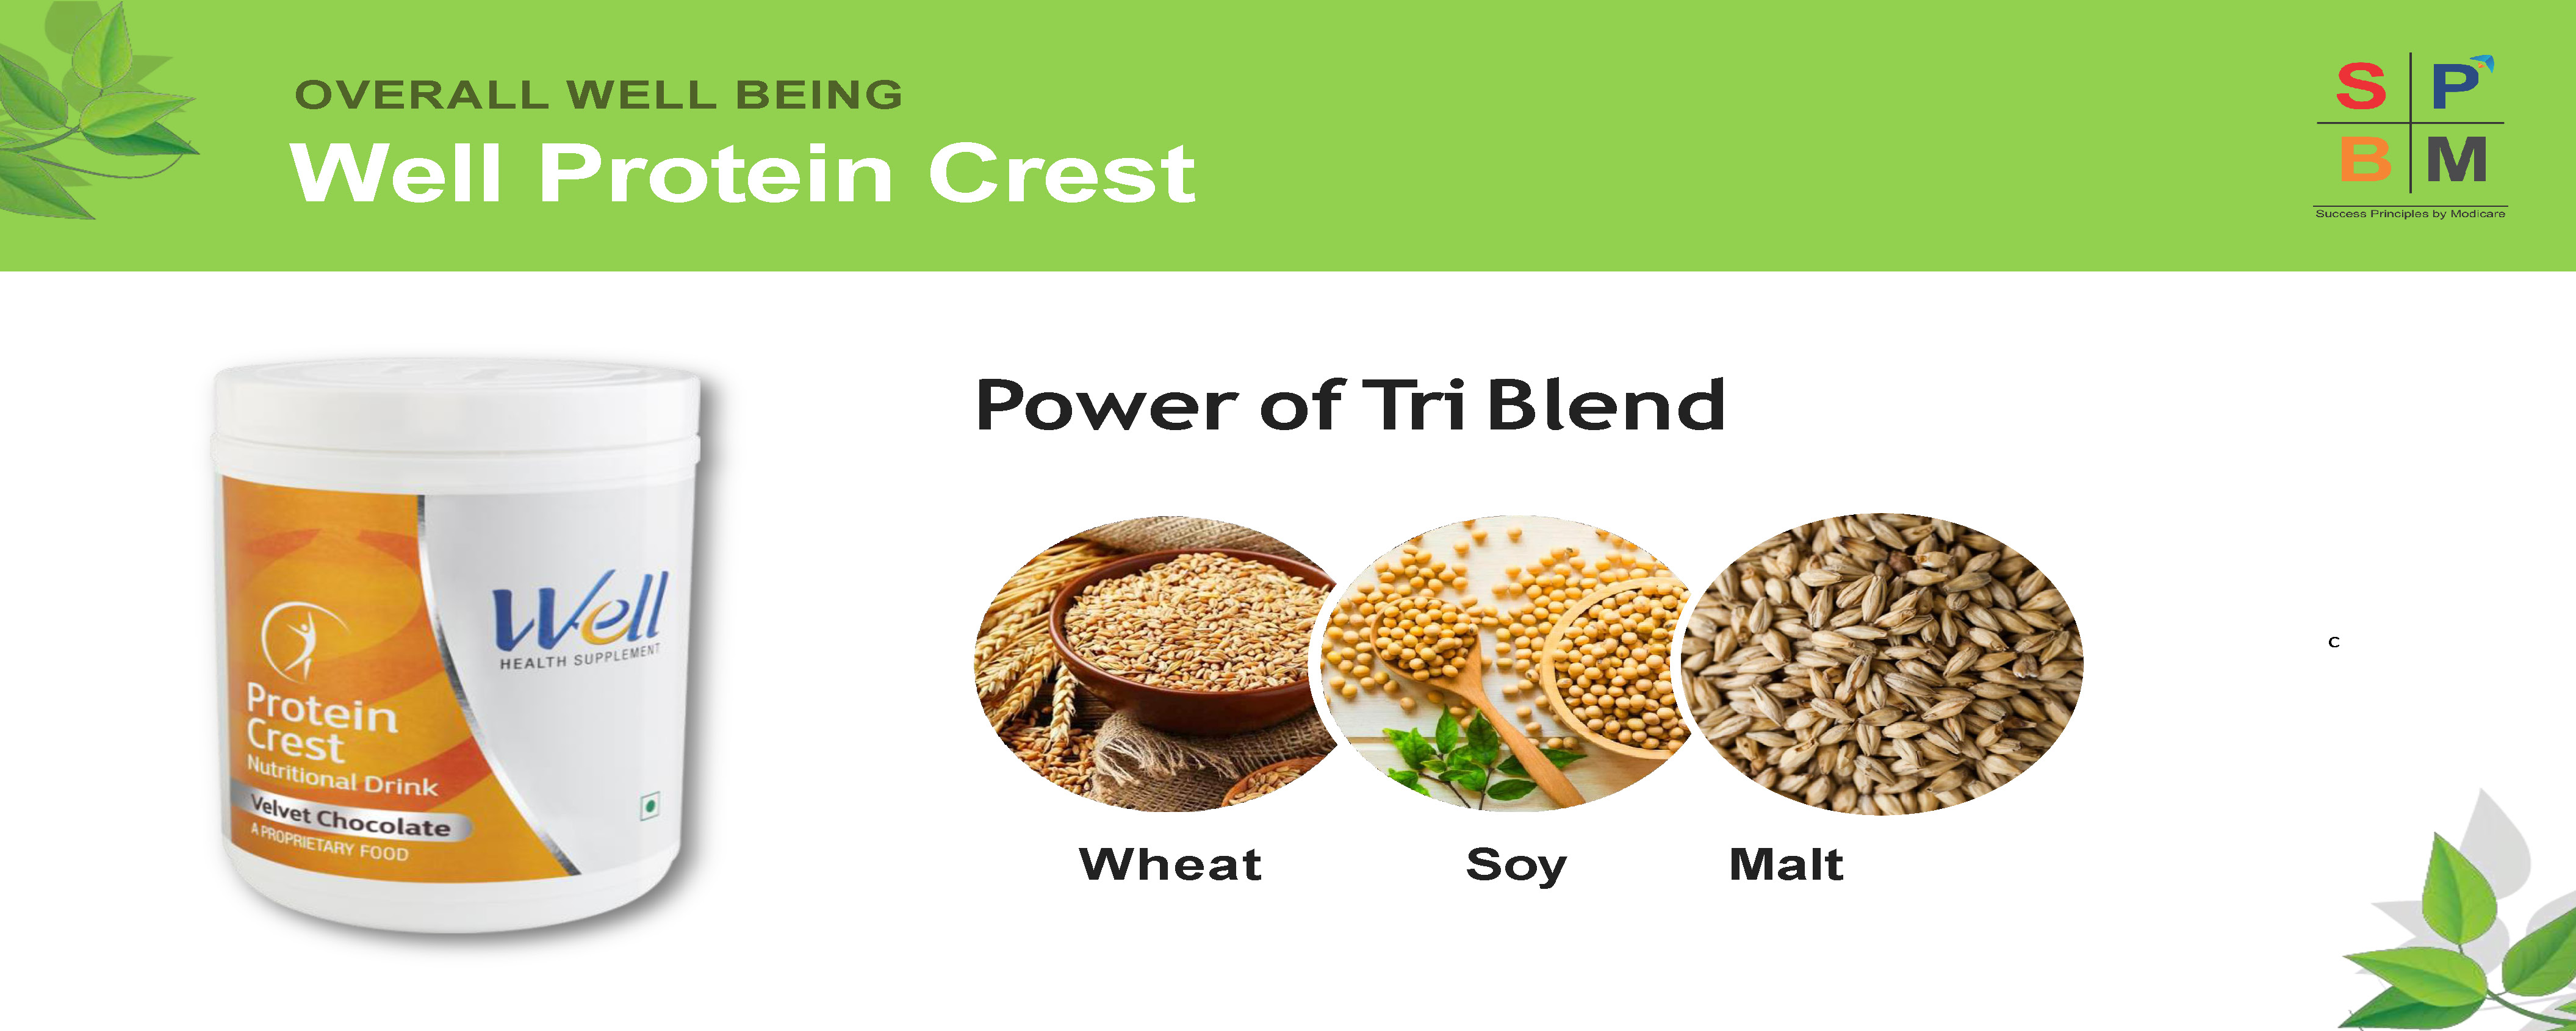 OVERALL WELL BEING
Well Protein Crest
S P
B M
Success Principles by Modicare
Power of Tri Blend
Well
HEALTH SUPPLEMENT
Protein
Crest
Nutritional Drink
Velvet Chocolate
A PROPRIETARY FOOD
c
Wheat Soy Malt